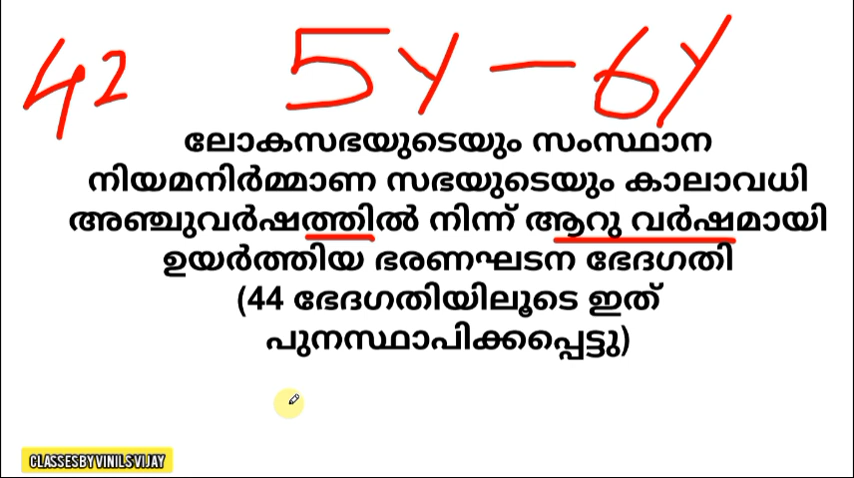 42 5Y - 6Y
ലോകസഭയുടെയും സംസ്ഥാന
നിയമനിർമ്മാണ സഭയുടെയും കാലാവധി
അഞ്ചുവർഷത്തിൽ നിന്ന് ആറു വർഷമായി
ഉയർത്തിയ ഭരണഘടന ഭേദഗതി
(44 ഭേദഗതിയിലൂടെ ഇത്
പുനസ്ഥാപിക്കപ്പെട്ടു)
CLASSESBYVINILSVIJAY